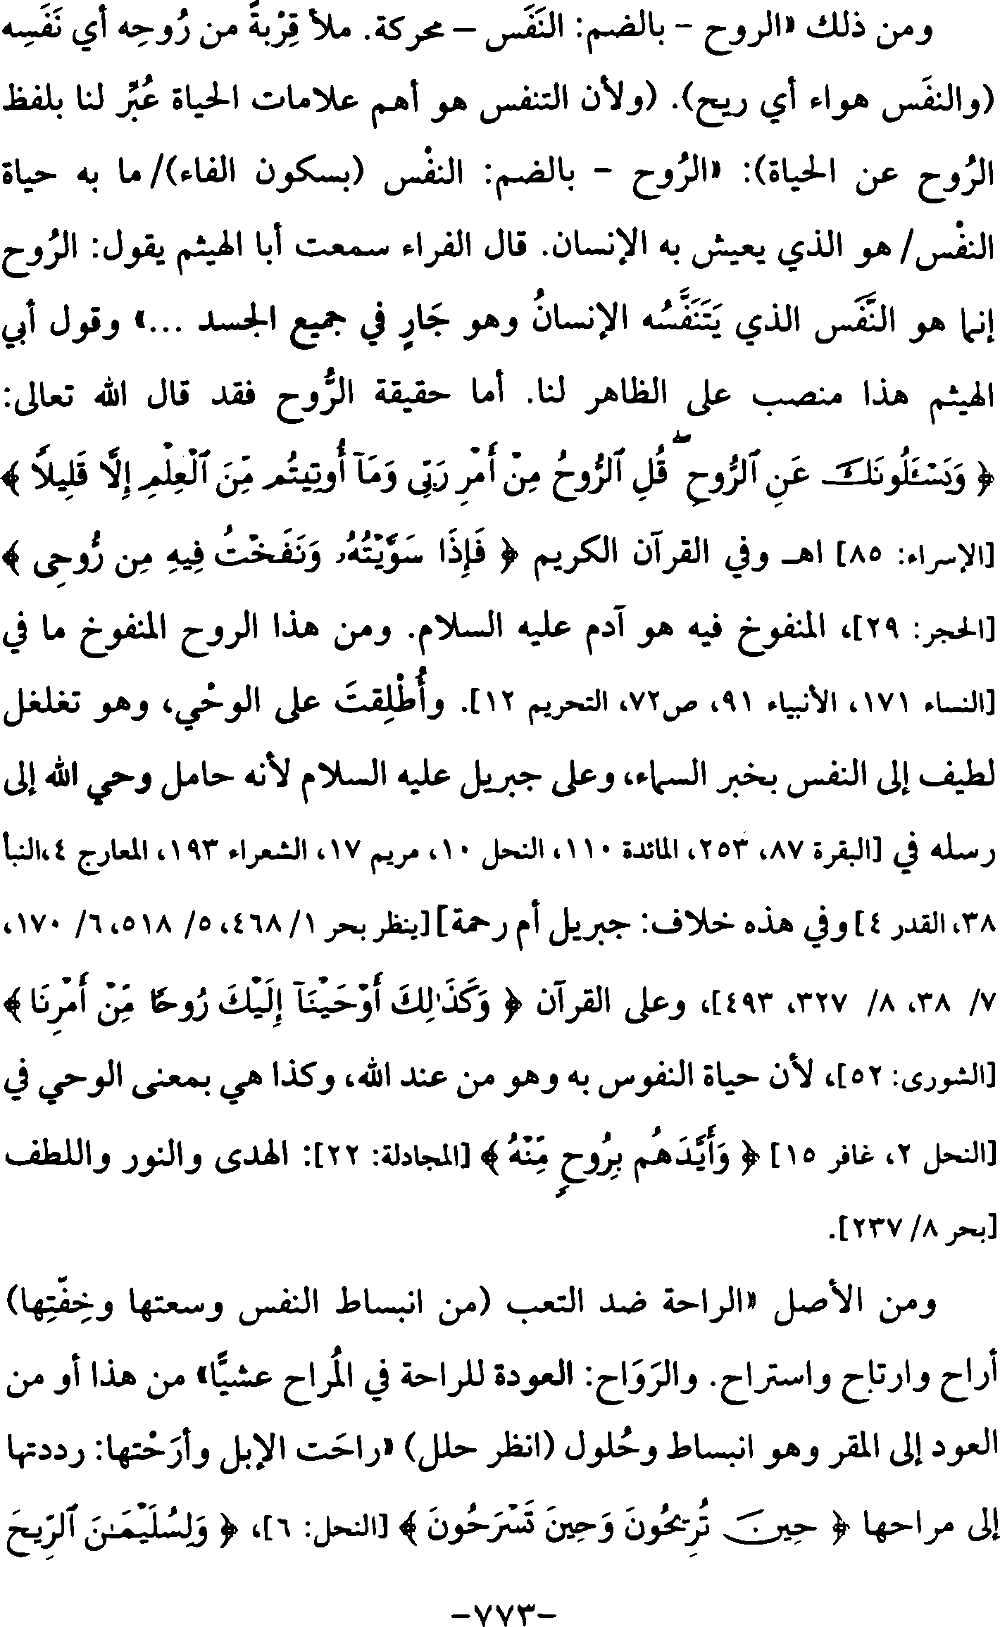 ومن ذلك «الروح - بالضم: النَفَس – محركة. ملأ قِرْبةً من رُوحِه أي نَفَسِه
(والنفَس هواء أي ريح). (ولأن التنفس هو أهم علامات الحياة عُبِّر لنا بلفظ
الرُوح عن الحياة): «الرُوح - بالضم: النفْس (بسكون الفاء)/ ما به حياة
النفْس/ هو الذي يعيش به الإنسان. قال الفراء سمعت أبا الهيثم يقول: الرُوح
إنما هو النَّفَس الذي يَتَنَفَّسُه الإنسانُ وهو جَارٍ في جميع الجسد ...» وقول أبي
الهيثم هذا منصب على الظاهر لنا. أما حقيقة الرُّوح فقد قال الله تعالى:
﴿ وَيَسْـَٔلُونَكَ عَنِ ٱلرُّوحِ ۖ قُلِ ٱلرُّوحُ مِنْ أَمْرِ رَبِّى وَمَآ أُوتِيتُم مِّنَ ٱلْعِلْمِ إِلَّا قَلِيلًا ﴾
[الإسراء: ٨٥] اهـ وفي القرآن الكريم ﴿ فَإِذَا سَوَّيْتُهُۥ وَنَفَخْتُ فِيهِ مِن رُّوحِى ﴾
[الحجر: ٢٩]، المنفوخ فيه هو آدم عليه السلام. ومن هذا الروح المنفوخ ما في
[النساء ١٧١، الأنبياء ٩١، ص٧٢، التحريم ١٢]. وأُطْلِقتَ على الوحْي، وهو تغلغل
لطيف إلى النفس بخبر السماء، وعلى جبريل عليه السلام لأنه حامل وحي الله إلى
رسله في [البقرة ٨٧، ٢٥٣، المائدة ١١٠، النحل ١٠، مريم ١٧، الشعراء ١٩٣، المعارج ٤،النبأ
٣٨، القدر ٤] وفي هذه خلاف: جبريل أم رحمة] [ينظر بحر ١/ ٤٦٨، ٥/ ٥١٨، ٦/ ١٧٠،
٧/ ٣٨، ٨/ ٣٢٧، ٤٩٣]، وعلى القرآن ﴿ وَكَذَٰلِكَ أَوْحَيْنَآ إِلَيْكَ رُوحًا مِّنْ أَمْرِنَا ﴾
[الشورى: ٥٢]، لأن حياة النفوس به وهو من عند الله، وكذا هي بمعنى الوحي في
[النحل ٢، غافر ١٥] ﴿ وَأَيَّدَهُم بِرُوحٍ مِّنْهُ ﴾ [المجادلة: ٢٢]: الهدى والنور واللطف
[بحر ٨/ ٢٣٧].
ومن الأصل «الراحة ضد التعب (من انبساط النفس وسعتها وخِفّتِها)
أراح وارتاح واستراح. والرَوَاح: العودة للراحة في المُراح عشيًّا» من هذا أو من
العود إلى المقر وهو انبساط وحُلول (انظر حلل) «راحَت الإبل وأرَحْتها: رددتها
إلى مراحها ﴿ حِينَ تُرِيحُونَ وَحِينَ تَسْرَحُونَ ﴾ [النحل: ٦]، ﴿ وَلِسُلَيْمَـٰنَ ٱلرِّيحَ
-٧٧٣-